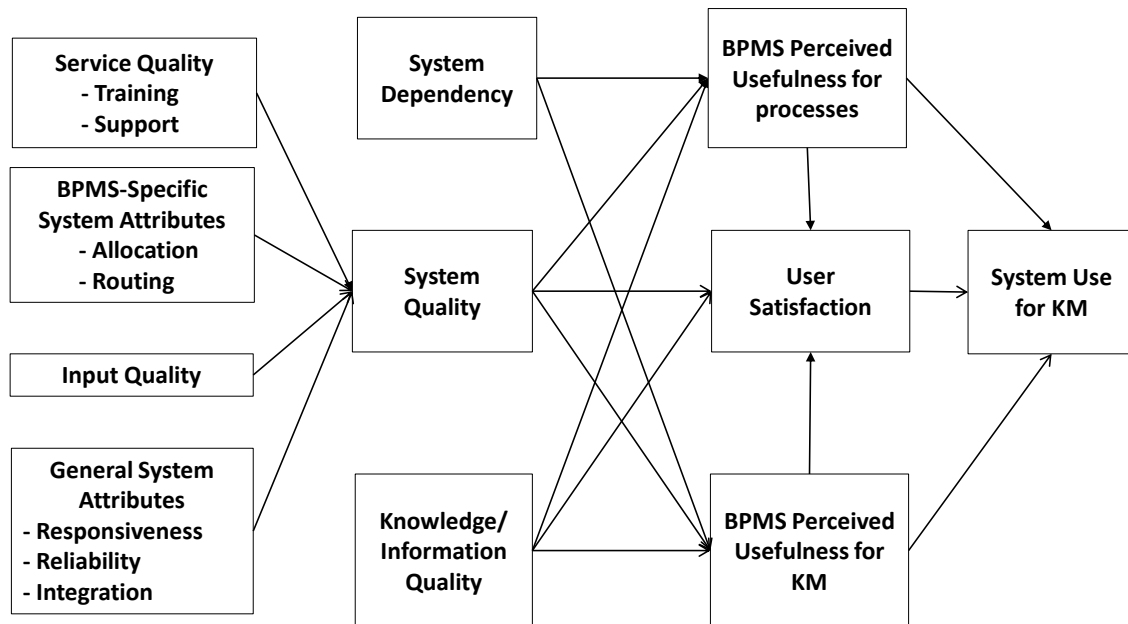 Service Quality
- Training
- Support
BPMS-Specific
System Attributes
- Allocation
- Routing
Input Quality
General System
Attributes
- Responsiveness
- Reliability
- Integration
System
Dependency
System
Quality
Knowledge/
Information
Quality
BPMS Perceived
Usefulness for
processes
User
Satisfaction
BPMS Perceived
Usefulness for
KM
System Use
for KM